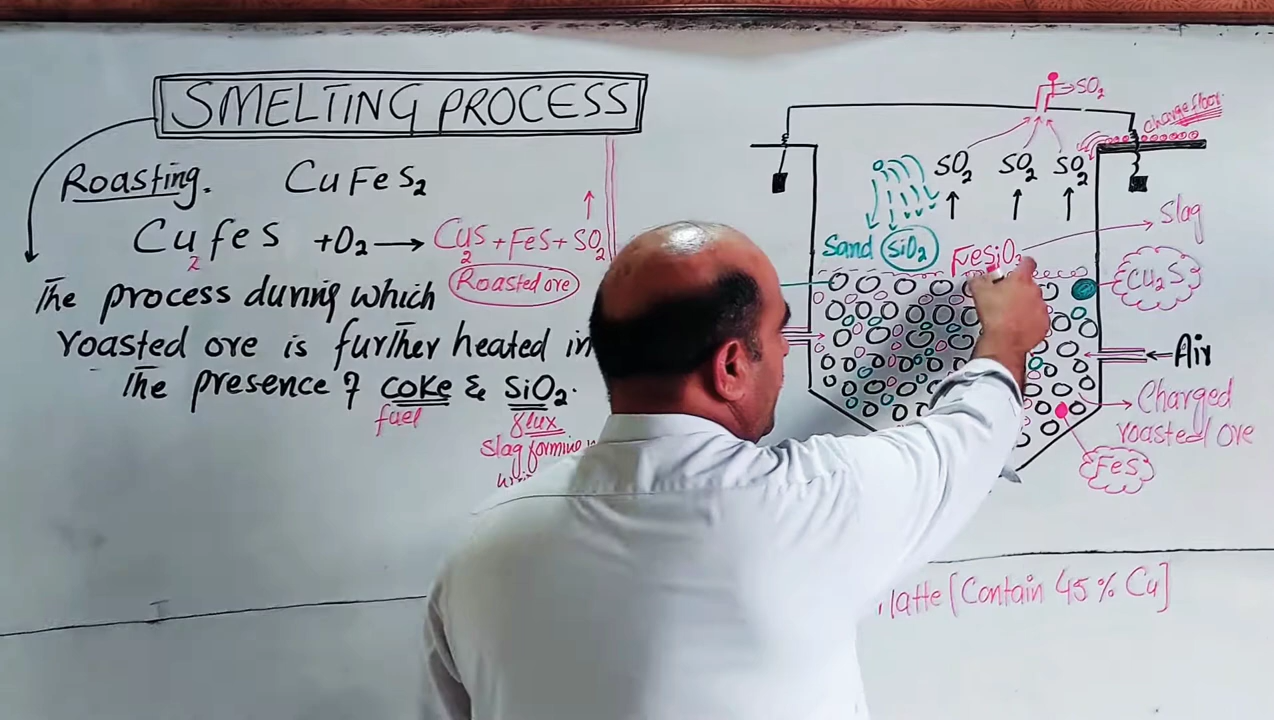 SMELTING PROCESS
Roasting. CuFeS₂
Cu₂feS + O₂ → Cu₂S + FeS + SO₂
Roasted ore
The process during which
roasted ore is further heated in
The presence of coke & SiO₂.
fuel
flux
slag forming
SO₂
charge floor
SO₂ SO₂ SO₂
Slag
Sand SiO₂
FeSiO₃
Cu₂S
Air
Charged
roasted ore
FeS
Matte [Contain 45% Cu]